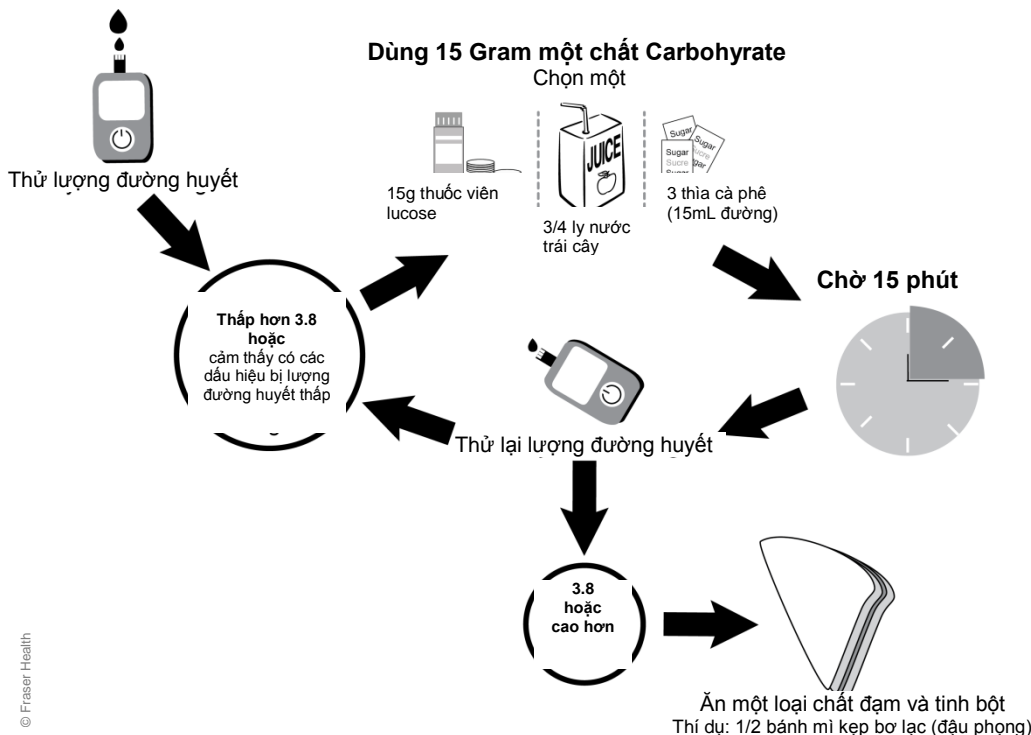 Dùng 15 Gram một chất Carbohyrate
Chọn một
Thử lượng đường huyết
15g thuốc viên
lucose
JUICE
3/4 ly nước
trái cây
Sugar
Sugar
Sucre
Sugar
Sucre
Sugar
3 thìa cà phê
(15mL đường)
Chờ 15 phút
Thấp hơn 3.8
hoặc
cảm thấy có các
dấu hiệu bị lượng
đường huyết thấp
Thử lại lượng đường huyết
3.8
hoặc
cao hơn
Ăn một loại chất đạm và tinh bột
Thí dụ: 1/2 bánh mì kẹp bơ lạc (đậu phọng)
© Fraser Health